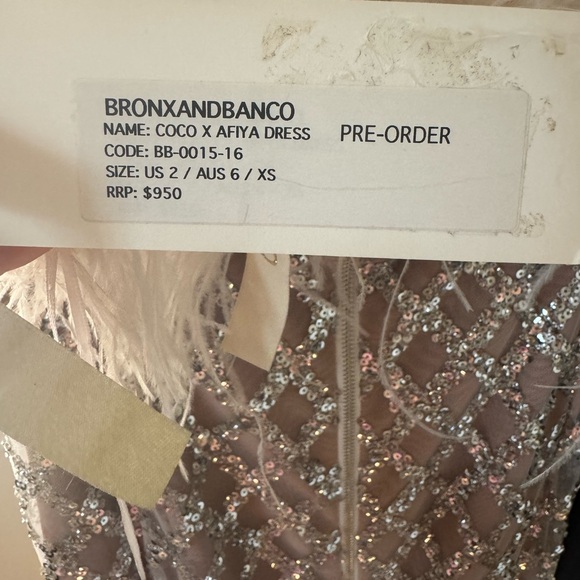 BRONXANDBANCO
NAME: COCO X AFIYA DRESS PRE-ORDER
CODE: BB-0015-16
SIZE: US 2 / AUS 6 / XS
RRP: $950